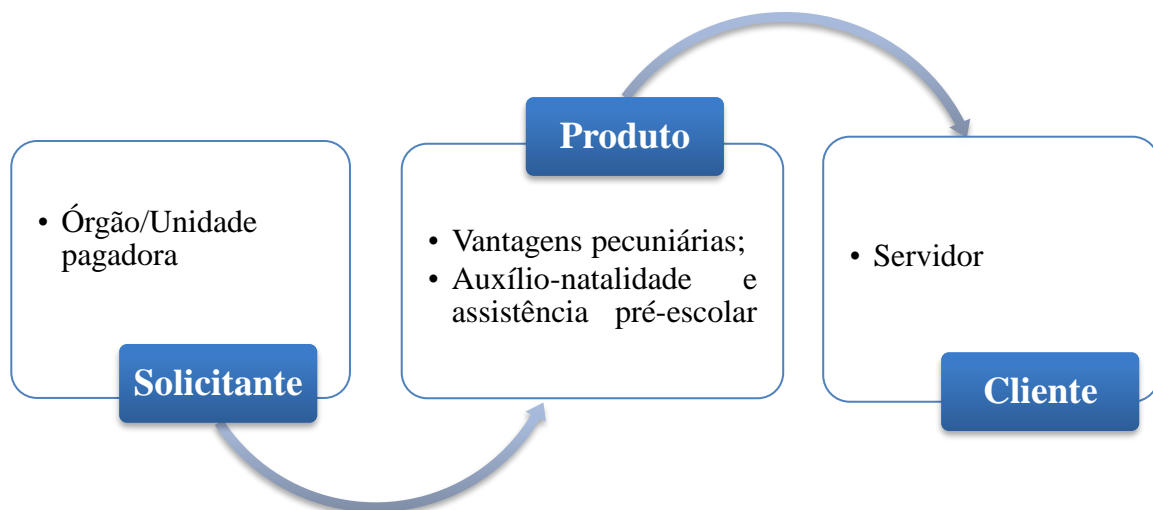 • Órgão/Unidade
pagadora
Solicitante
Produto
• Vantagens pecuniárias;
• Auxílio-natalidade e
assistência pré-escolar
• Servidor
Cliente